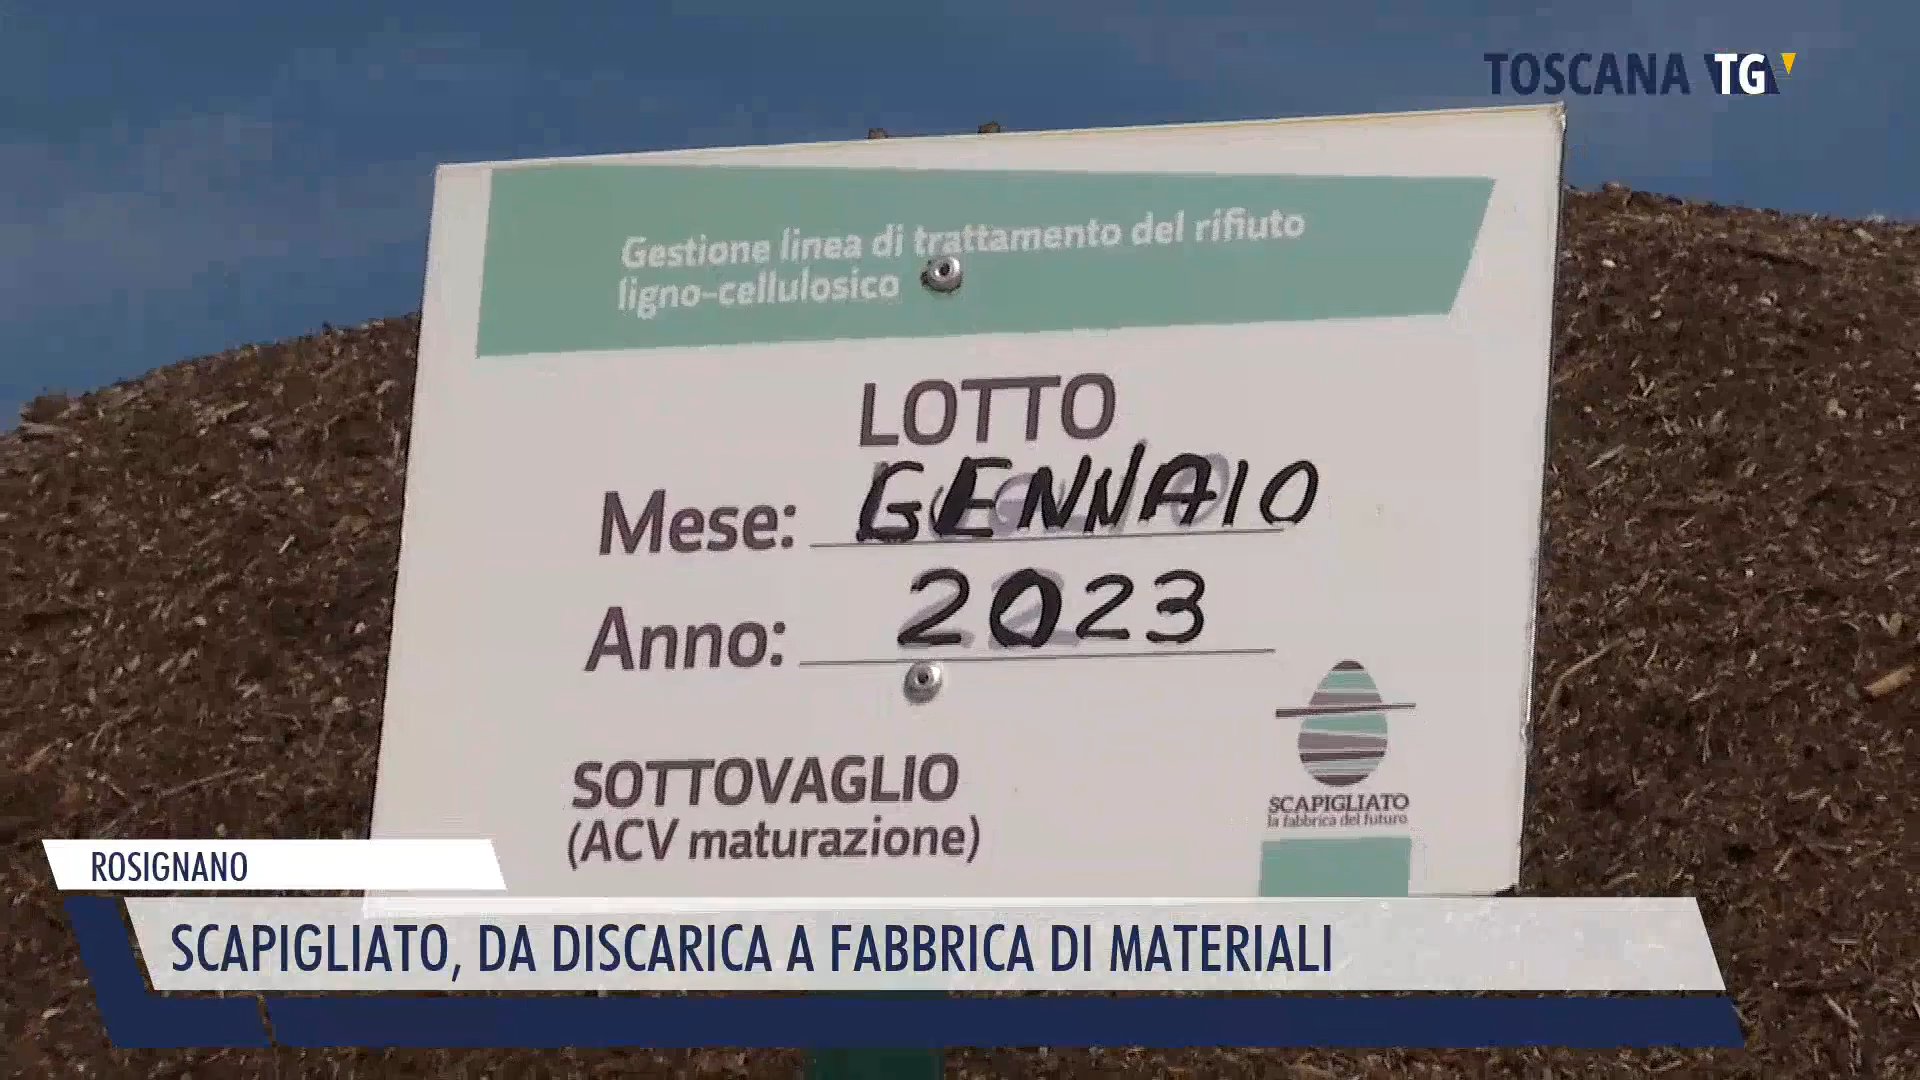 TOSCANA TG
Gestione linea di trattamento del rifiuto
ligno-cellulosico
LOTTO
Mese: GENNAIO
Anno: 2023
SOTTOVAGLIO
(ACV maturazione)
SCAPIGLIATO
la fabbrica del futuro
ROSIGNANO
SCAPIGLIATO, DA DISCARICA A FABBRICA DI MATERIALI